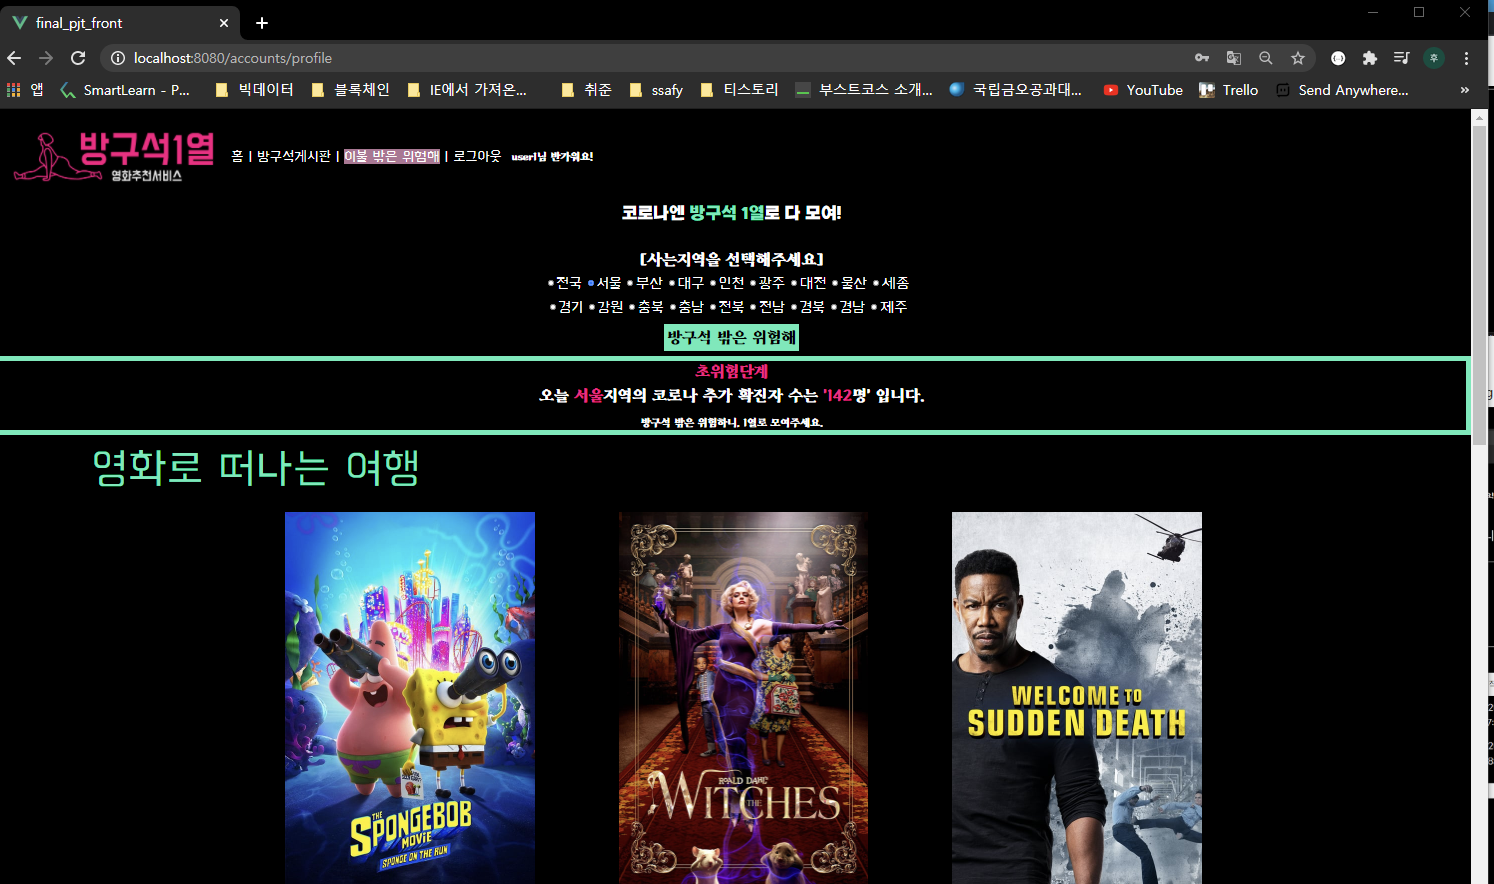 final_pjt_front
localhost:8080/accounts/profile
앱 SmartLearn - P... 빅데이터 블록체인 IE에서 가져온... 취준 ssafy 티스토리 부스트코스 소개... 국립금오공과대... YouTube Trello Send Anywhere... »
방구석1열
영화추천서비스
홈 | 방구석게시판 | 이불 밖은 위험해 | 로그아웃 user1님 반가워요!
코로나엔 방구석 1열로 다 모여!
[사는지역을 선택해주세요]
전국 서울 부산 대구 인천 광주 대전 울산 세종
경기 강원 충북 충남 전북 전남 경북 경남 제주
방구석 밖은 위험해
초위험단계
오늘 서울지역의 코로나 추가 확진자 수는 '142명' 입니다.
방구석 밖은 위험하니, 1열로 모여주세요.
영화로 떠나는 여행
THE
SPONGEBOB
MOVIE
SPONGE ON THE RUN
ROALD DAHL'S
THE WITCHES
WELCOME TO
SUDDEN DEATH